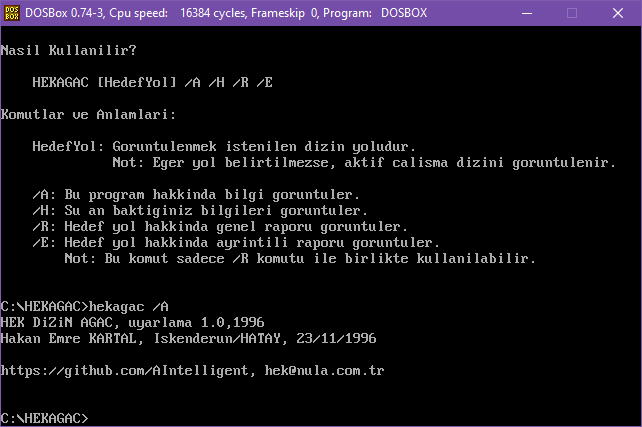 DOSBox 0.74-3, Cpu speed: 16384 cycles, Frameskip 0, Program: DOSBOX
Nasil Kullanilir?
HEKAGAC [HedefYol] /A /H /R /E
Komutlar ve Anlamlari:
HedefYol: Goruntulenmek istenilen dizin yoludur.
Not: Eger yol belirtilmezse, aktif calisma dizini goruntulenir.
/A: Bu program hakkinda bilgi goruntuler.
/H: Su an baktiginiz bilgileri goruntuler.
/R: Hedef yol hakkinda genel raporu goruntuler.
/E: Hedef yol hakkinda ayrintili raporu goruntuler.
Not: Bu komut sadece /R komutu ile birlikte kullanilabilir.
C:\HEKAGAC>hekagac /A
HEK DiZiN AGAC, uyarlama 1.0,1996
Hakan Emre KARTAL, Iskenderun/HATAY, 23/11/1996
https://github.com/AIntelligent, hek@nula.com.tr
C:\HEKAGAC>